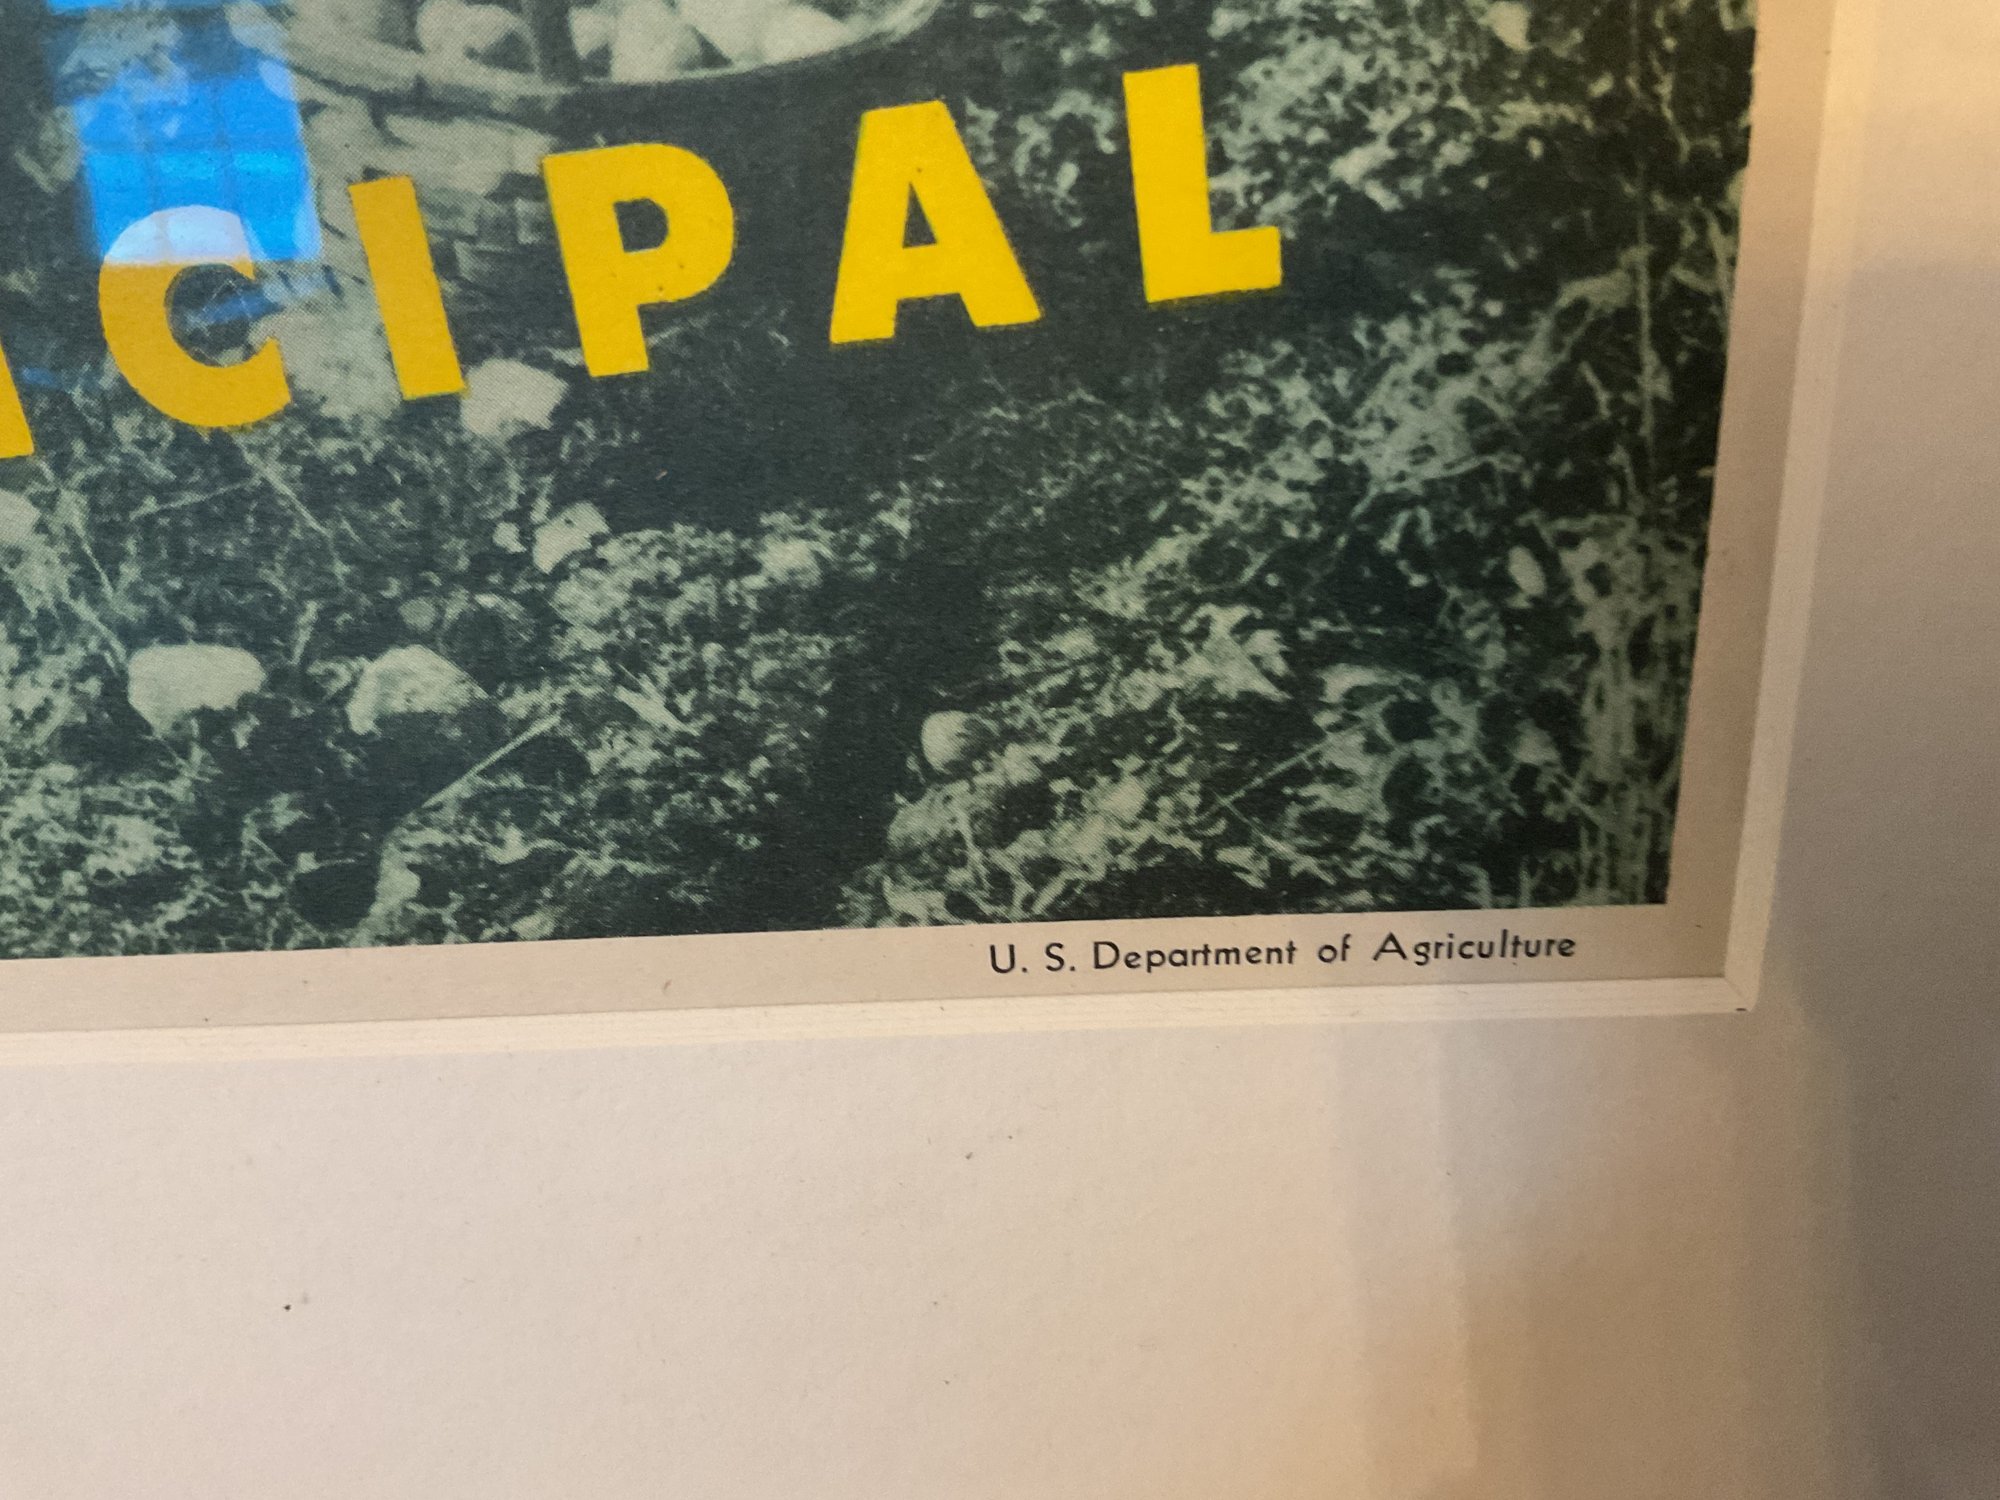 CIPAL
U. S. Department of Agriculture